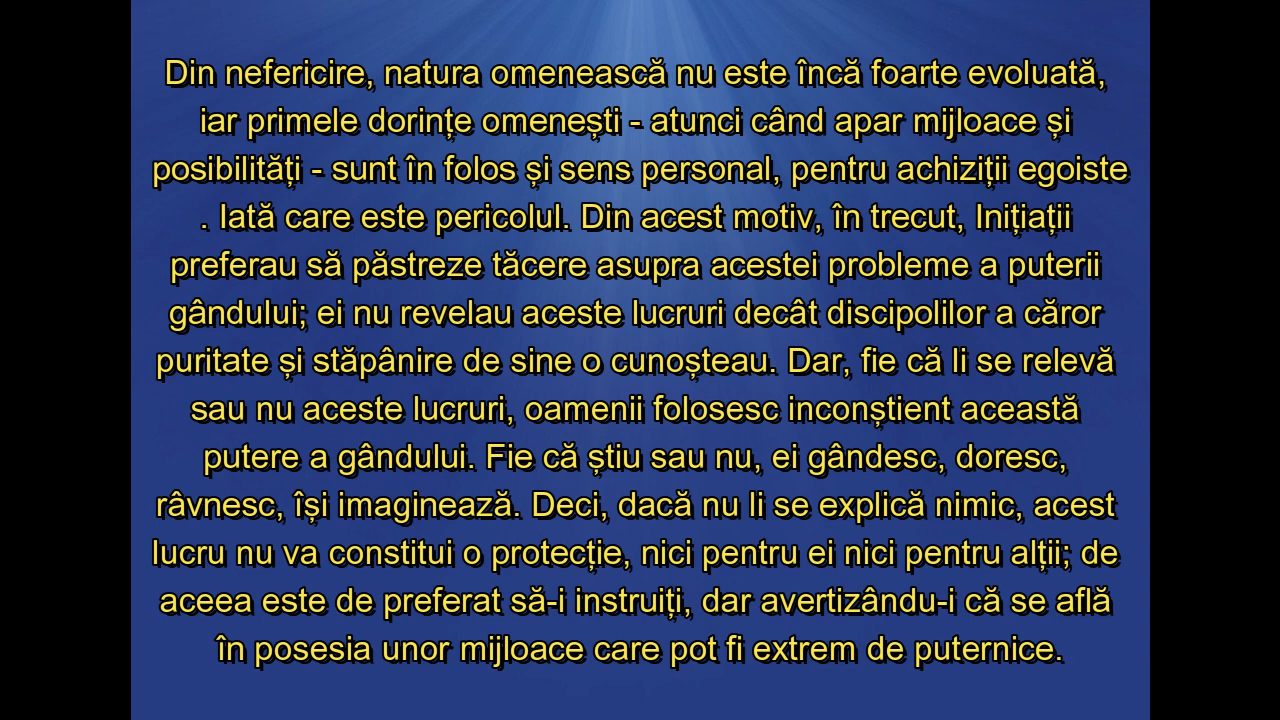 Din nefericire, natura omenească nu este încă foarte evoluată,
iar primele dorințe omenești - atunci când apar mijloace și
posibilități - sunt în folos și sens personal, pentru achiziții egoiste
. Iată care este pericolul. Din acest motiv, în trecut, Inițiații
preferau să păstreze tăcere asupra acestei probleme a puterii
gândului; ei nu revelau aceste lucruri decât discipolilor a căror
puritate și stăpânire de sine o cunoșteau. Dar, fie că li se relevă
sau nu aceste lucruri, oamenii folosesc inconștient această
putere a gândului. Fie că știu sau nu, ei gândesc, doresc,
râvnesc, își imaginează. Deci, dacă nu li se explică nimic, acest
lucru nu va constitui o protecție, nici pentru ei nici pentru alții; de
aceea este de preferat să-i instruiți, dar avertizându-i că se află
în posesia unor mijloace care pot fi extrem de puternice.